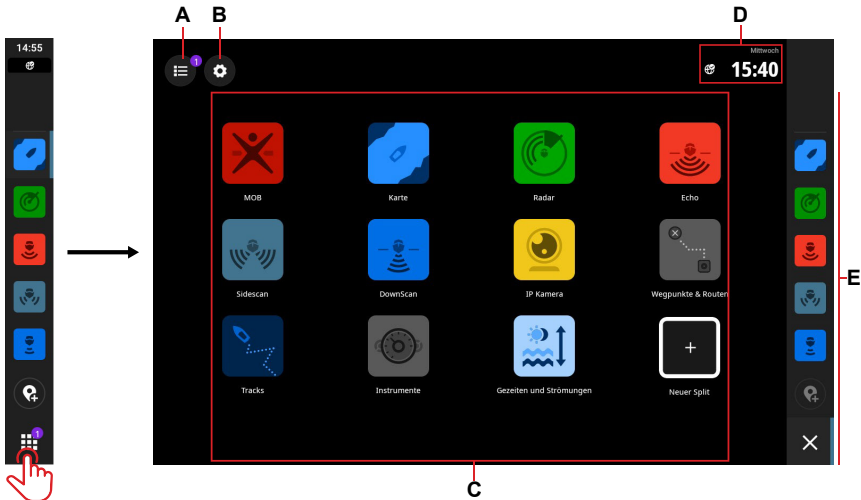 A
B
D
14:55
1
Mittwoch
15:40
MOB
Karte
Radar
Echo
Sidescan
DownScan
IP Kamera
Wegpunkte & Routen
E
Tracks
Instrumente
Gezeiten und Strömungen
Neuer Split
1
C